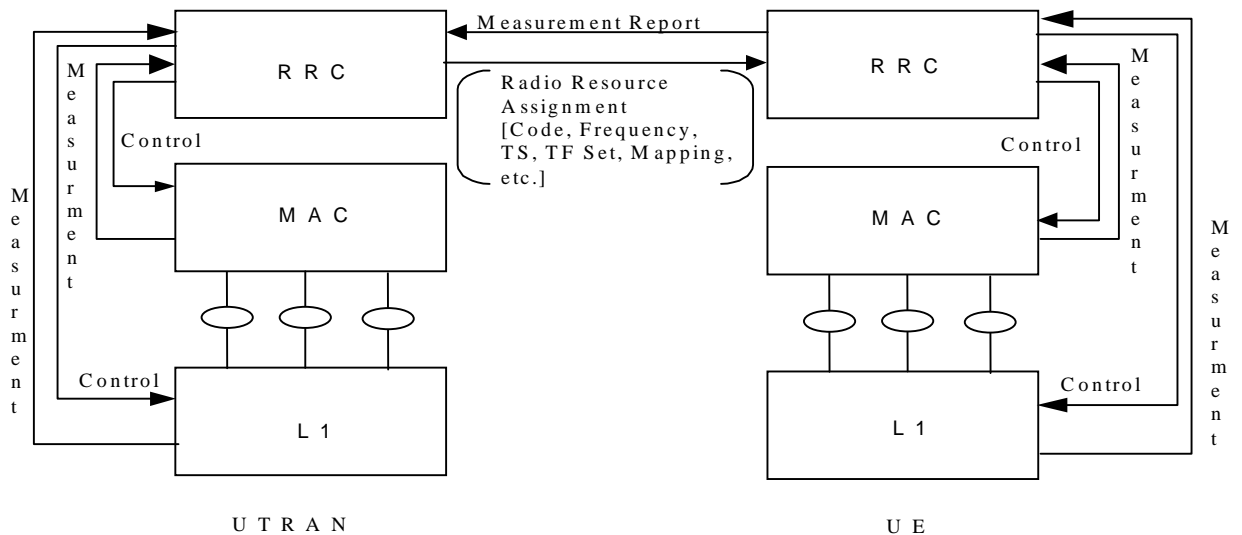 Measurement Report
RRC
RRC
Radio Resource
Assignment
[Code, Frequency,
TS, TF Set, Mapping,
etc.]
Measurment
Measurment
Control
Control
Measurment
Measurment
MAC
MAC
Control
Control
L1
L1
UTRAN
UE